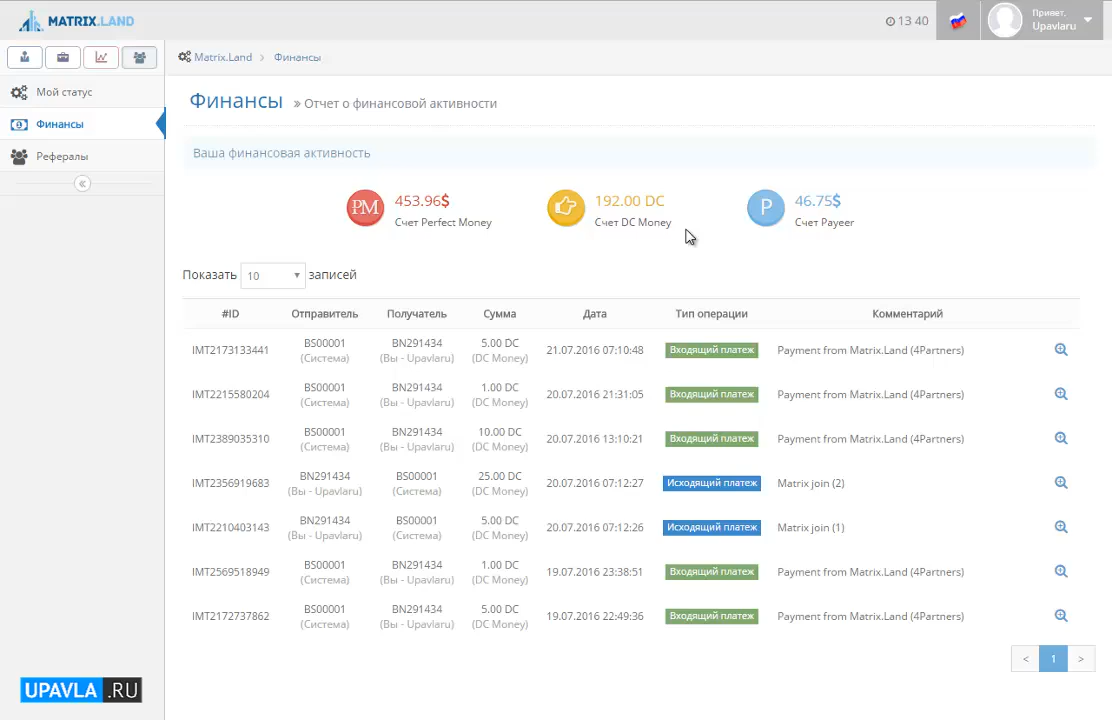 MATRIX.LAND
13 40
Привет,
Upavlaru
Matrix.Land
Финансы
Мой статус
Финансы
Рефералы
Финансы » Отчет о финансовой активности
Ваша финансовая активность
PM 453.96$
Счет Perfect Money
192.00 DC
Счет DC Money
P 46.75$
Счет Payeer
Показать 10 записей
#ID Отправитель Получатель Сумма Дата Тип операции Комментарий
IMT2173133441 BS00001 (Система) BN291434 (Вы - Upavlaru) 5.00 DC (DC Money) 21.07.2016 07:10:48 Входящий платеж Payment from Matrix.Land (4Partners)
IMT2215580204 BS00001 (Система) BN291434 (Вы - Upavlaru) 1.00 DC (DC Money) 20.07.2016 21:31:05 Входящий платеж Payment from Matrix.Land (4Partners)
IMT2389035310 BS00001 (Система) BN291434 (Вы - Upavlaru) 10.00 DC (DC Money) 20.07.2016 13:10:21 Входящий платеж Payment from Matrix.Land (4Partners)
IMT2356919683 BN291434 (Вы - Upavlaru) BS00001 (Система) 25.00 DC (DC Money) 20.07.2016 07:12:27 Исходящий платеж Matrix join (2)
IMT2210403143 BN291434 (Вы - Upavlaru) BS00001 (Система) 5.00 DC (DC Money) 20.07.2016 07:12:26 Исходящий платеж Matrix join (1)
IMT2569518949 BS00001 (Система) BN291434 (Вы - Upavlaru) 1.00 DC (DC Money) 19.07.2016 23:38:51 Входящий платеж Payment from Matrix.Land (4Partners)
IMT2172737862 BS00001 (Система) BN291434 (Вы - Upavlaru) 5.00 DC (DC Money) 19.07.2016 22:49:36 Входящий платеж Payment from Matrix.Land (4Partners)
< 1 >
UPAVLA.RU